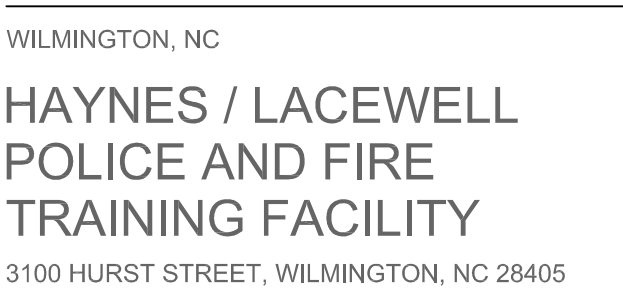 WILMINGTON, NC
HAYNES / LACEWELL
POLICE AND FIRE
TRAINING FACILITY
3100 HURST STREET, WILMINGTON, NC 28405